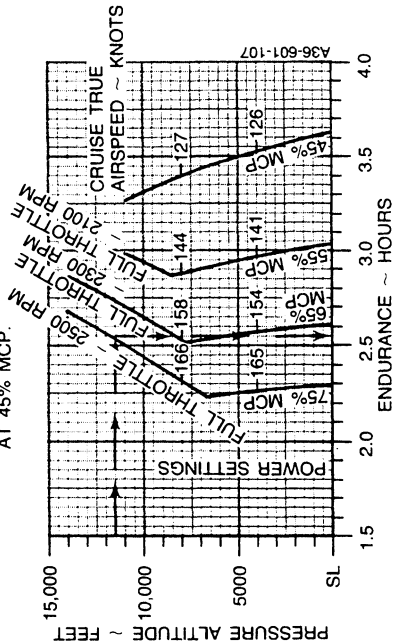 AT 45% MCP.
15,000
10,000
5000
SL
PRESSURE ALTITUDE ~ FEET
CRUISE TRUE
AIRSPEED ~ KNOTS
FULL THROTTLE
– 2500 RPM
FULL THROTTLE
– 2300 RPM
FULL THROTTLE
– 2100 RPM
166
158
144
127
165
154
141
126
75%
MCP
65%
MCP
55%
MCP
45%
MCP
POWER SETTINGS
A36-601-107
1.5
2.0
2.5
3.0
3.5
4.0
ENDURANCE ~ HOURS